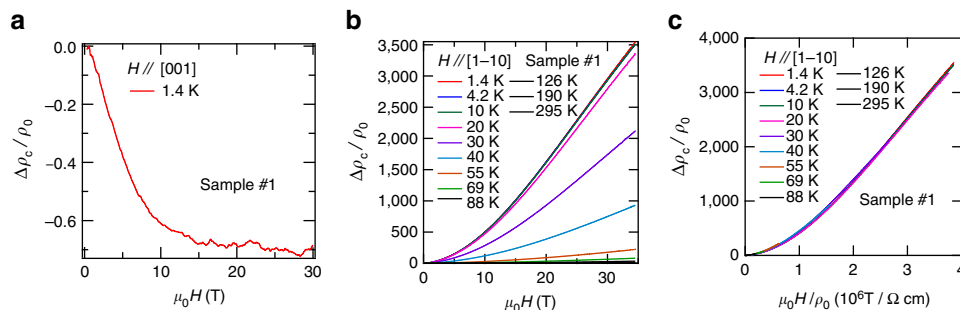 a
0.0
–0.2
–0.4
–0.6
Δρc / ρ0
H // [001]
1.4 K
Sample #1
0
10
20
30
μ0H (T)
b
3,500
3,000
2,500
2,000
1,500
1,000
500
0
Δρc / ρ0
H // [1–10] Sample #1
1.4 K 126 K
4.2 K 190 K
10 K 295 K
20 K
30 K
40 K
55 K
69 K
88 K
0 10 20 30
μ0H (T)
c
4,000
3,000
2,000
1,000
0
Δρc / ρ0
H // [1–10]
1.4 K 126 K
4.2 K 190 K
10 K 295 K
20 K
30 K
40 K
55 K
69 K
88 K
Sample #1
0 1 2 3 4
μ0H / ρ0 (10⁶T / Ω cm)